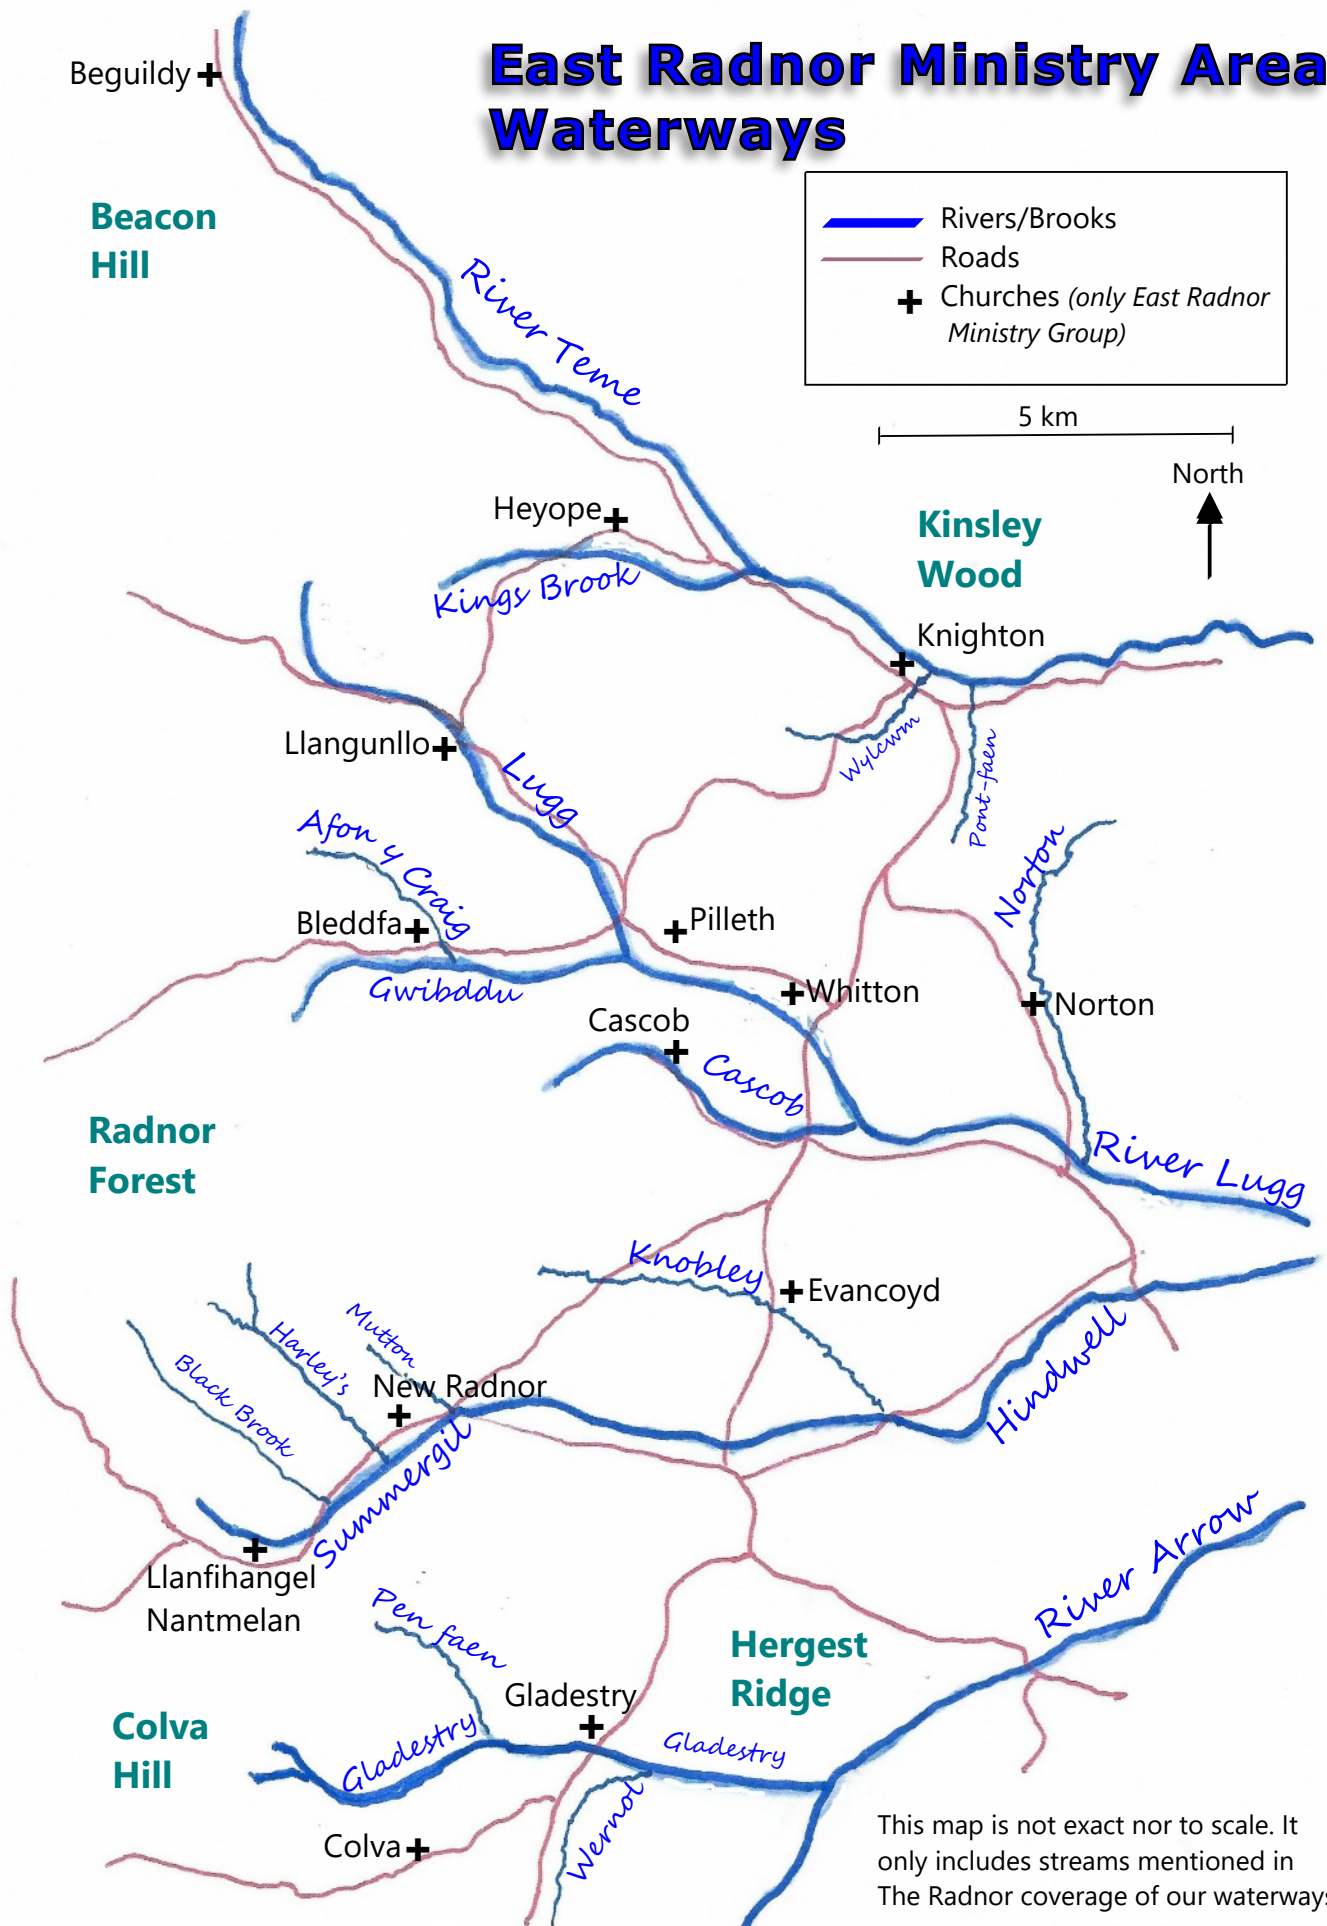 East Radnor Ministry Area
Waterways
Beguildy
Beacon
Hill
Rivers/Brooks
Roads
Churches (only East Radnor
Ministry Group)
River Teme
5 km
North
Heyope
Kinsley
Wood
Kings Brook
Knighton
Llangunllo
Lugg
Wylcwm
Pont-faen
Afon y Craig
Norton
Bleddfa
Pilleth
Gwibddu
Whitton
Norton
Cascob
Cascob
Radnor
Forest
River Lugg
Knobley
Evancoyd
Mutton
Harley's
Black Brook
New Radnor
Hindwell
Summergil
Llanfihangel
Nantmelan
River Arrow
Pen faen
Hergest
Ridge
Gladestry
Colva
Hill
Gladestry
Gladestry
Wernol
Colva
This map is not exact nor to scale. It
only includes streams mentioned in
The Radnor coverage of our waterways